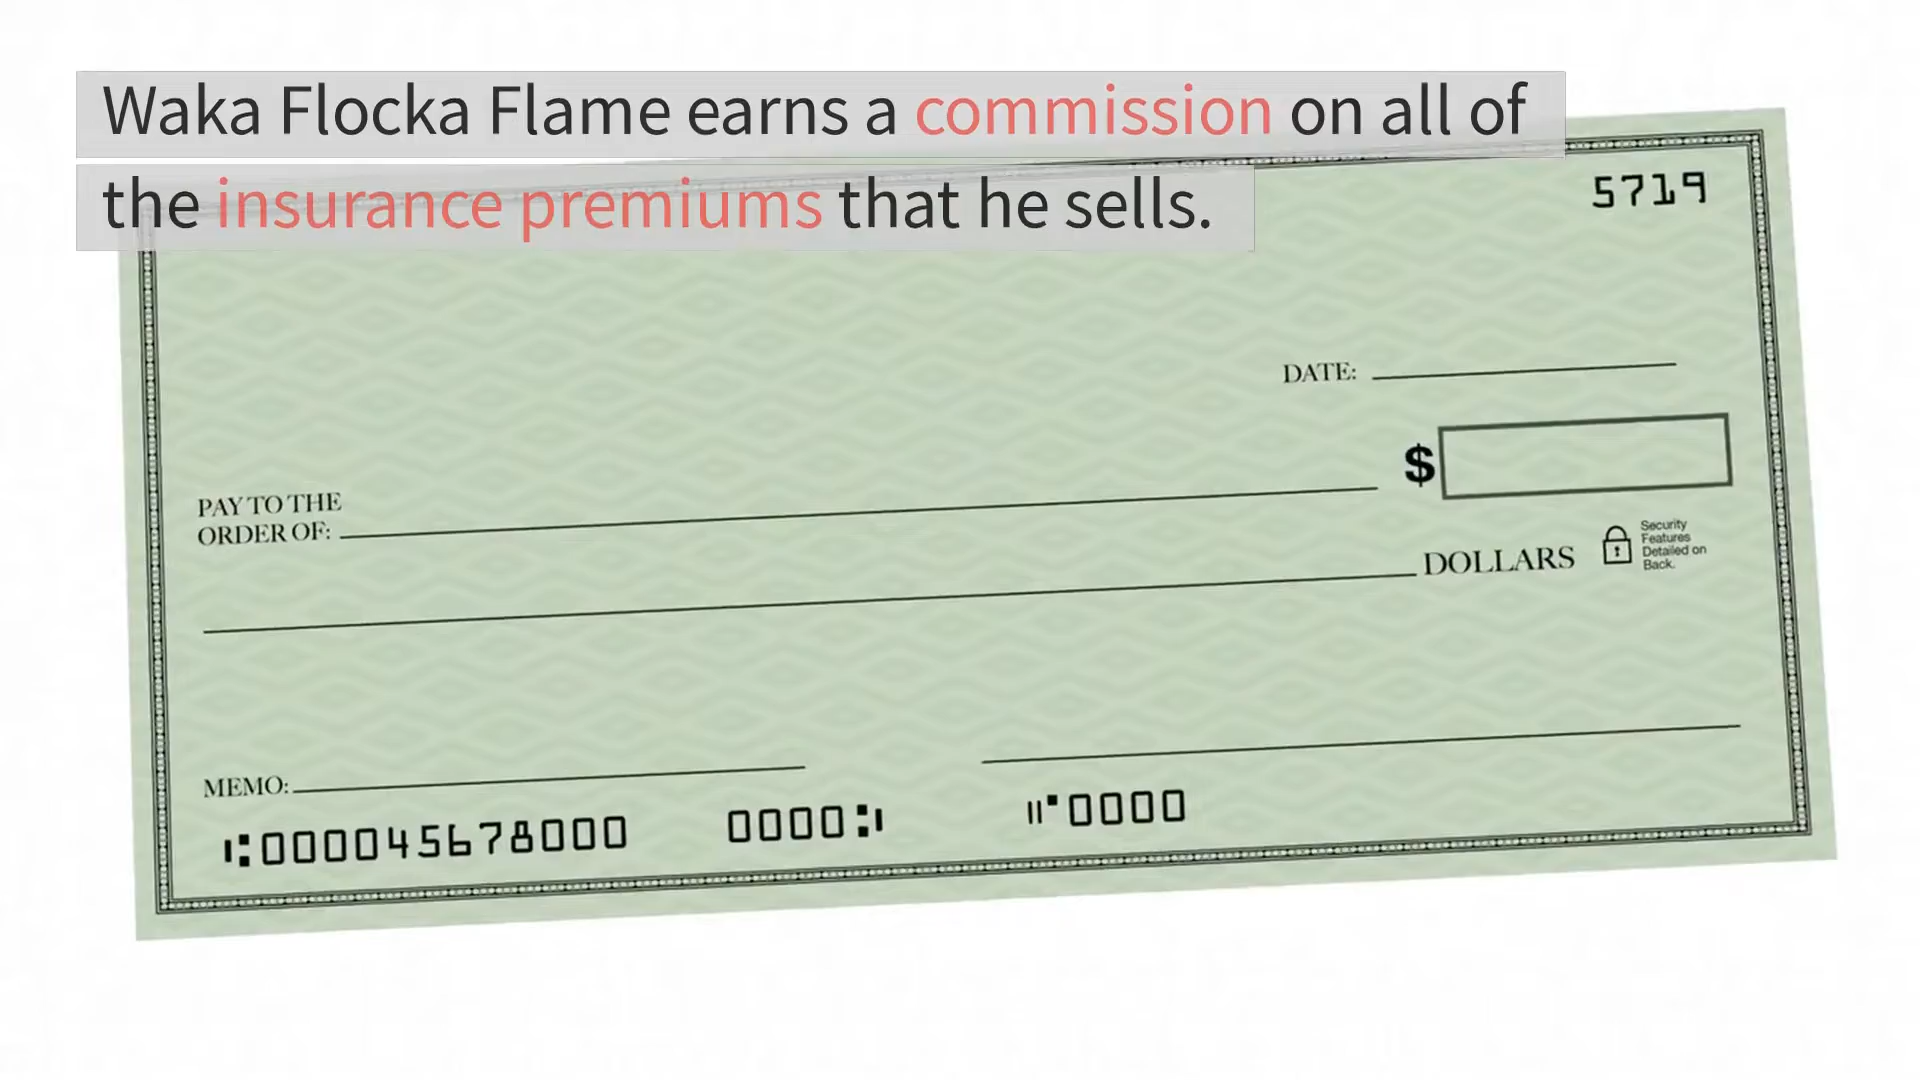 Waka Flocka Flame earns a commission on all of
the insurance premiums that he sells.
5719
DATE:
$
PAY TO THE
ORDER OF:
DOLLARS
Security
Features
Detailed on
Back.
MEMO:
⑆000045678000 0000⑆ ⑈0000